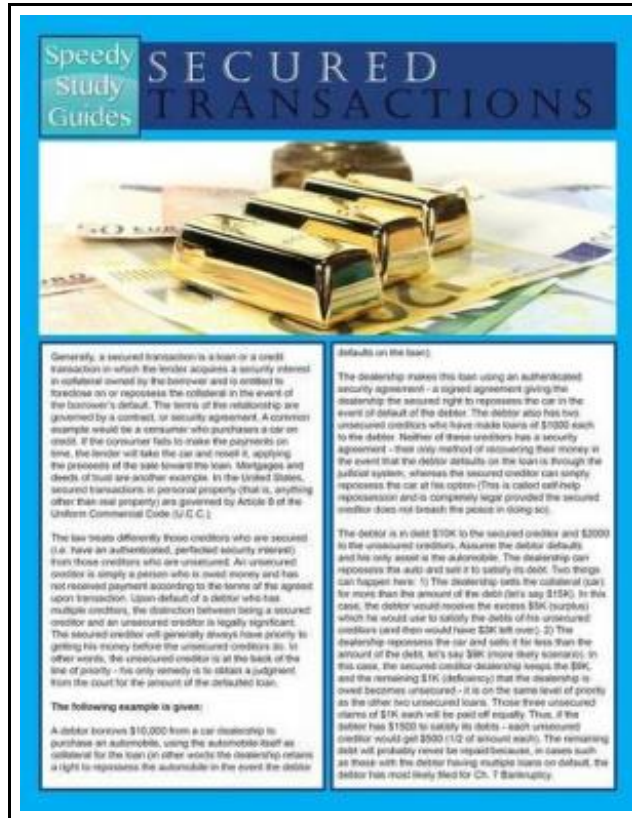 Speedy
Study
Guides
SECURED
TRANSACTIONS
Generally, a secured transaction is a loan or a credit
transaction in which the lender acquires a security interest
in collateral owned by the borrower and is entitled to
foreclose on or repossess the collateral in the event of
the borrower's default. The terms of the relationship are
governed by a contract, or security agreement. A common
example would be a consumer who purchases a car on
credit. If the consumer fails to make the payments on
time, the lender will take the car and resell it, applying
the proceeds of the sale toward the loan. Mortgages and
deeds of trust are another example. In the United States,
secured transactions in personal property (that is, anything
other than real property) are governed by Article 9 of the
Uniform Commercial Code (U.C.C.).
The law treats differently those creditors who are secured
(i.e. have an authenticated, perfected security interest)
from those creditors who are unsecured. An unsecured
creditor is simply a person who is owed money and has
not received payment according to the terms of the agreed
upon transaction. Upon default of a debtor who has
multiple creditors, the distinction between being a secured
creditor and an unsecured creditor is legally significant.
The secured creditor will generally always have priority to
getting his money before the unsecured creditors do. In
other words, the unsecured creditor is at the back of the
line of priority - his only remedy is to obtain a judgment
from the court for the amount of the defaulted loan.
The following example is given:
A debtor borrows $10,000 from a car dealership to
purchase an automobile, using the automobile itself as
collateral for the loan (in other words the dealership retains
a right to repossess the automobile in the event the debtor
defaults on the loan).
The dealership makes this loan using an authenticated
security agreement - a signed agreement giving the
dealership the secured right to repossess the car in the
event of default of the debtor. The debtor also has two
unsecured creditors who have made loans of $1000 each
to the debtor. Neither of these creditors has a security
agreement - their only method of recovering their money in
the event that the debtor defaults on the loan is through the
judicial system, whereas the secured creditor can simply
repossess the car at his option (This is called self-help
repossession and is completely legal provided the secured
creditor does not breach the peace in doing so).
The debtor is in debt $10K to the secured creditor and $2000
to the unsecured creditors. Assume the debtor defaults
and his only asset is the automobile. The dealership can
repossess the auto and sell it to satisfy its debt. Two things
can happen here: 1) The dealership sells the collateral (car)
for more than the amount of the debt (let's say $15K). In this
case, the debtor would receive the excess $5K (surplus)
which he would use to satisfy the debts of his unsecured
creditors (and then would have $3K left over). 2) The
dealership repossess the car and sells it for less than the
amount of the debt, let's say $9K (more likely scenario). In
this case, the secured creditor dealership keeps the $9K,
and the remaining $1K (deficiency) that the dealership is
owed becomes unsecured - it is on the same level of priority
as the other two unsecured loans. Those three unsecured
claims of $1K each will be paid off equally. Thus, if the
debtor has $1500 to satisfy its debts - each unsecured
creditor would get $500 (1/2 of amount each). The remaining
debt will probably never be repaid because, in cases such
as these with the debtor having multiple loans on default, the
debtor has most likely filed for Ch. 7 Bankruptcy.